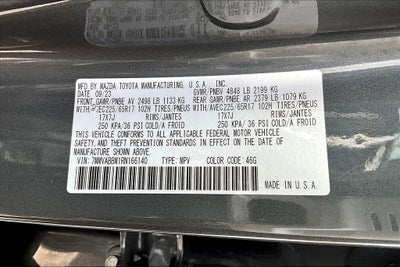 MFD. BY MAZDA TOYOTA MANUFACTURING, U.S.A., INC.
DATE 09/23 GVWR/PNBV 4848 LB 2199 KG
FRONT GAWR/PNBE AV 2498 LB 1133 KG REAR GAWR/PNBE AR 2379 LB 1079 KG
WITH/AVEC225/65R17 102H TIRES/PNEUS WITH/AVEC225/65R17 102H TIRES/PNEUS
17X7J RIMS/JANTES 17X7J RIMS/JANTES
250 KPA/36 PSI COLD/A FROID 250 KPA/36 PSI COLD/A FROID
THIS VEHICLE CONFORMS TO ALL APPLICABLE FEDERAL MOTOR VEHICLE
SAFETY, AND THEFT PREVENTION STANDARDS IN EFFECT ON THE DATE OF
MANUFACTURE SHOWN ABOVE.
VIN: 7MMVABBM1RN166140 TYPE: MPV COLOR CODE: 46G
MADE IN U.S.A.